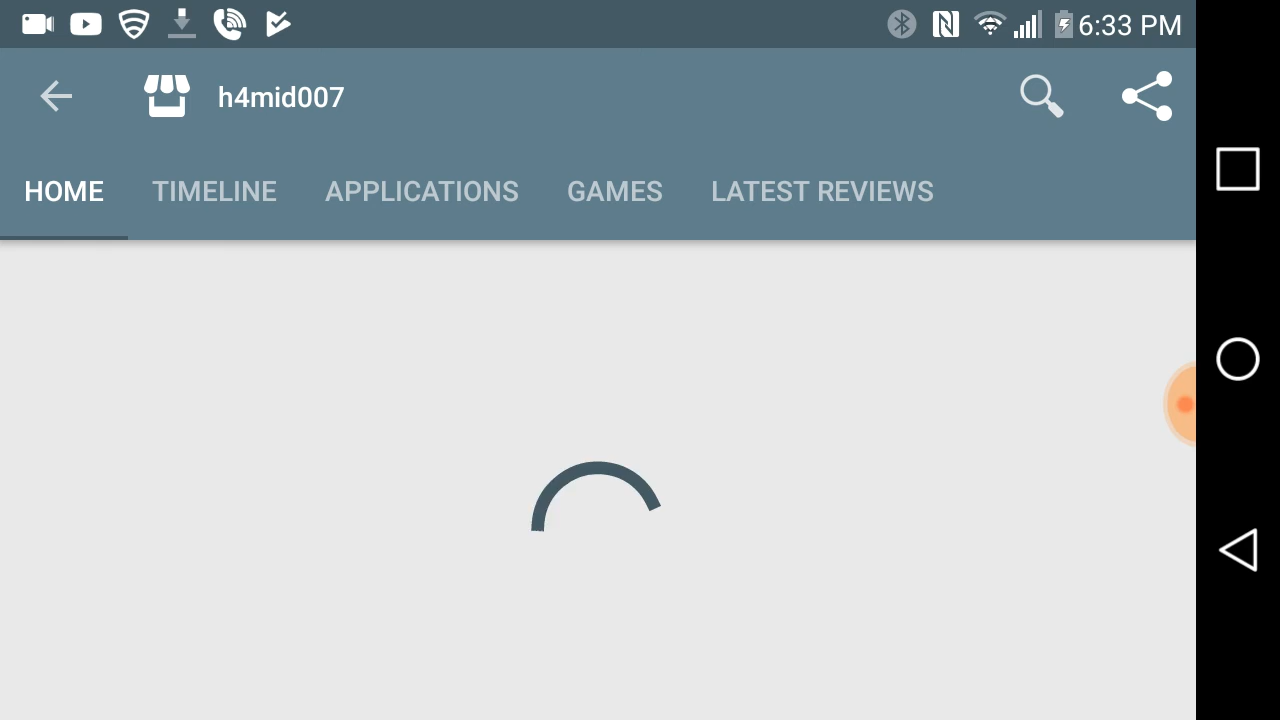 6:33 PM
h4mid007
HOME TIMELINE APPLICATIONS GAMES LATEST REVIEWS